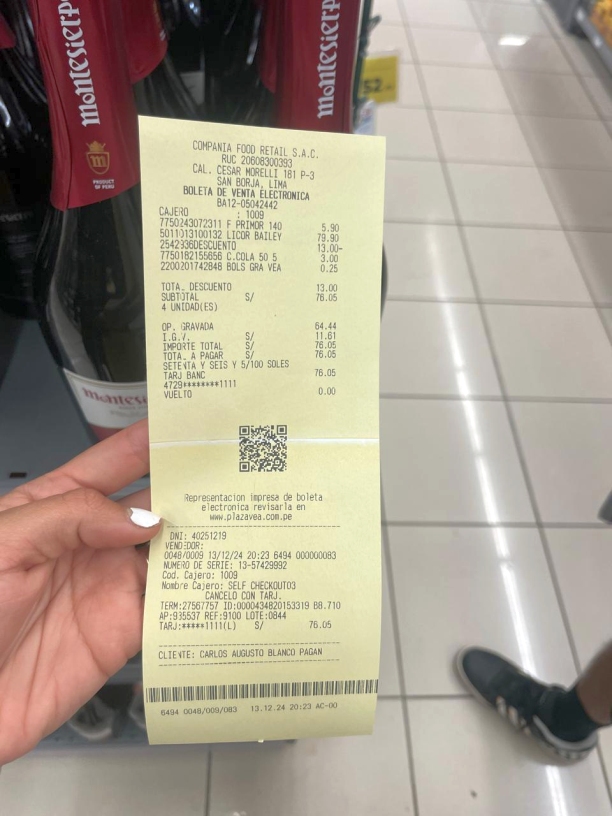 montesierpe
PRODUCT
OF PERU
montesierp
S2.
COMPANIA FOOD RETAIL S.A.C.
RUC 20608300393
CAL. CESAR MORELLI 181 P-3
SAN BORJA, LIMA
BOLETA DE VENTA ELECTRONICA
BA12-05042442
CAJERO : 1009
7750243072311 F PRIMOR 140 5.90
5011013100132 LICOR BAILEY 79.90
2542336DESCUENTO 13.00-
7750182155656 C.COLA 50 5 3.00
2200201742848 BOLS GRA VEA 0.25
TOTAL DESCUENTO 13.00
SUBTOTAL S/ 76.05
4 UNIDAD(ES)
OP. GRAVADA 64.44
I.G.V. S/ 11.61
IMPORTE TOTAL S/ 76.05
TOTAL A PAGAR S/ 76.05
SETENTA Y SEIS Y 5/100 SOLES
TARJ BANC 76.05
4729********1111
VUELTO 0.00
Representacion impresa de boleta
electronica revisarla en
www.plazavea.com.pe
DNI: 40251219
VENDEDOR:
0048/0009 13/12/24 20:23 6494 000000083
NUMERO DE SERIE: 13-57429992
Cod. Cajero: 1009
Nombre Cajero: SELF CHECKOUT03
CANCELO CON TARJ.
TERM:27567757 ID:0000434820153319 B8.710
AP:935537 REF:9100 LOTE:0844
TARJ:*****1111(L) S/ 76.05
CLIENTE: CARLOS AUGUSTO BLANCO PAGAN
6494 0048/009/083 13.12.24 20:23 AC-00
montesi